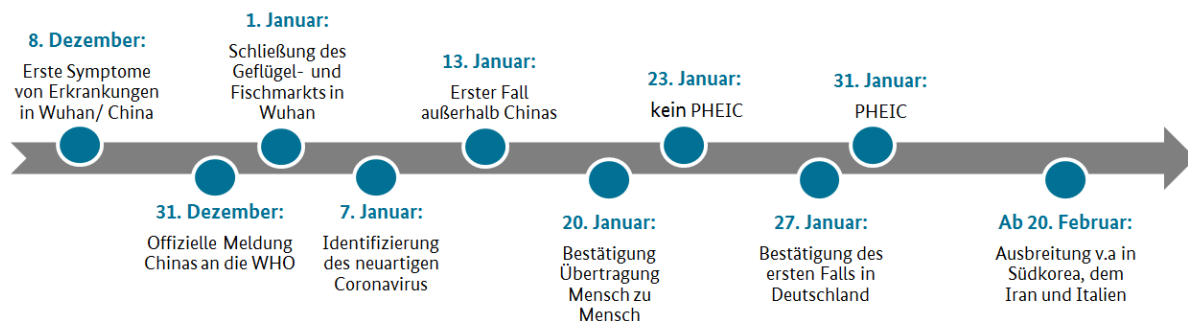 8. Dezember:
Erste Symptome
von Erkrankungen
in Wuhan/ China
31. Dezember:
Offizielle Meldung
Chinas an die WHO
1. Januar:
Schließung des
Geflügel- und
Fischmarkts in
Wuhan
7. Januar:
Identifizierung
des neuartigen
Coronavirus
13. Januar:
Erster Fall
außerhalb Chinas
20. Januar:
Bestätigung
Übertragung
Mensch zu
Mensch
23. Januar:
kein PHEIC
27. Januar:
Bestätigung des
ersten Falls in
Deutschland
31. Januar:
PHEIC
Ab 20. Februar:
Ausbreitung v.a in
Südkorea, dem
Iran und Italien